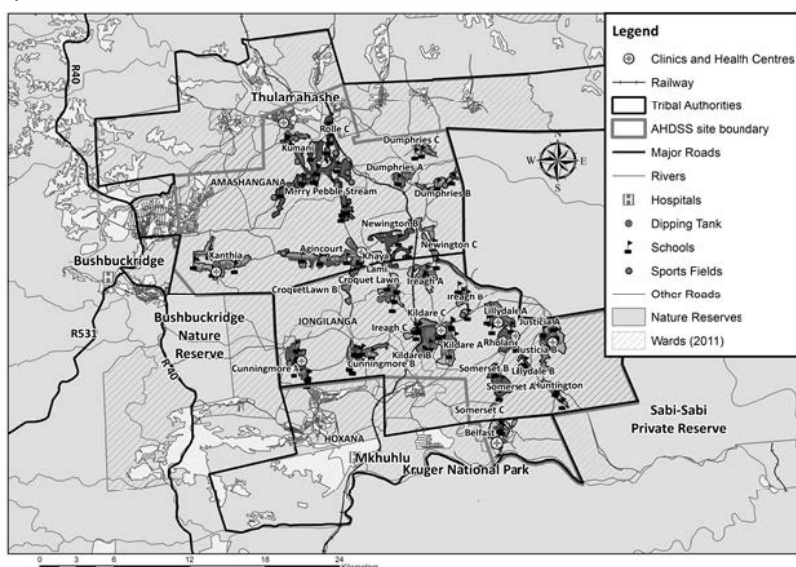 Legend
Clinics and Health Centres
Railway
Tribal Authorities
AHDSS site boundary
Major Roads
Rivers
Hospitals
Dipping Tank
Schools
Sports Fields
Other Roads
Nature Reserves
Wards (2011)
R40
Thulamahashe
Rolle C
Kumani
Dumphries C
Dumphries A
AMASHANGANA
Merry Pebble Stream
Dumphries B
N
W
E
S
Newington B
Newington C
Xanthia
Agincourt
Khaya
Lami
Bushbuckridge
Croquet Lawn
Ireagh A
CroquetLawn B
Ireagh B
Bushbuckridge
Nature
Reserve
JONGILANGA
Kildare C
Lillydale A
Justicia A
R531
Ireagh C
Rholane
Kildare A
Justicia B
Kildare B
R'40
Cunningmore A
Cunningmore B
Somerset B
Lillydale B
Somerset A
Huntington
Somerset C
Sabi-Sabi
Private Reserve
HOXANA
Belfast
Mkhuhlu
Kruger National Park
0 3 6 12 18 24
Kilometers